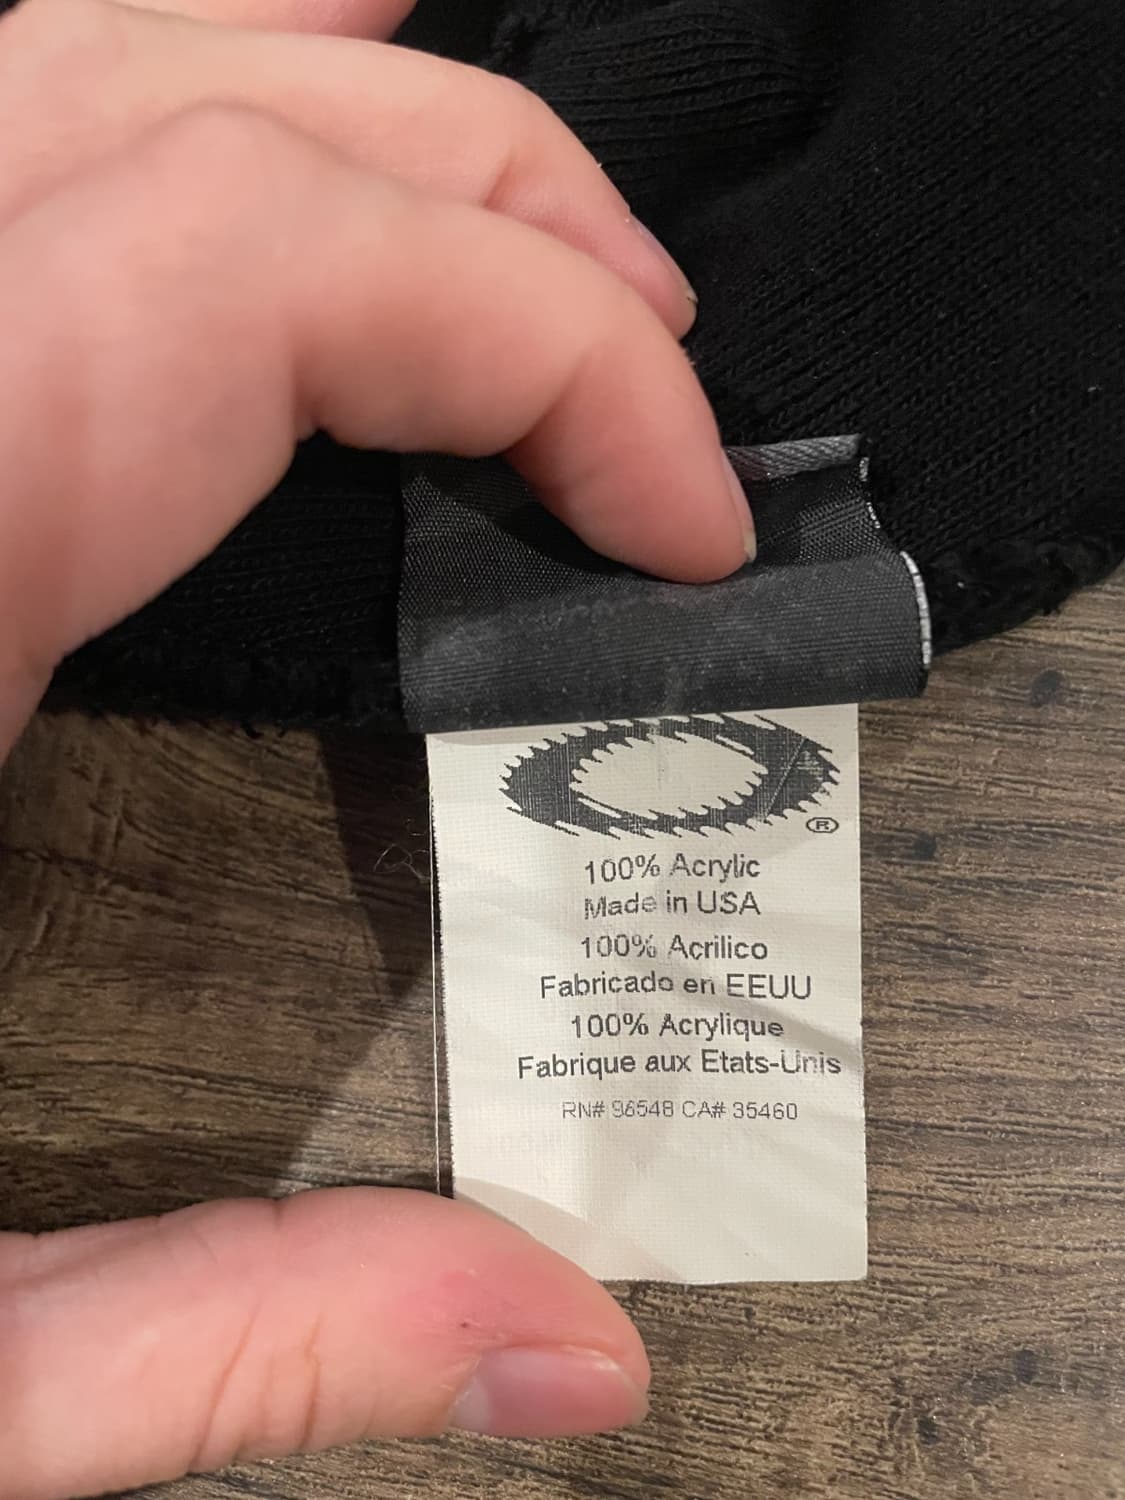 ®
100% Acrylic
Made in USA
100% Acrilico
Fabricado en EEUU
100% Acrylique
Fabrique aux Etats-Unis
RN# 96548 CA# 35460